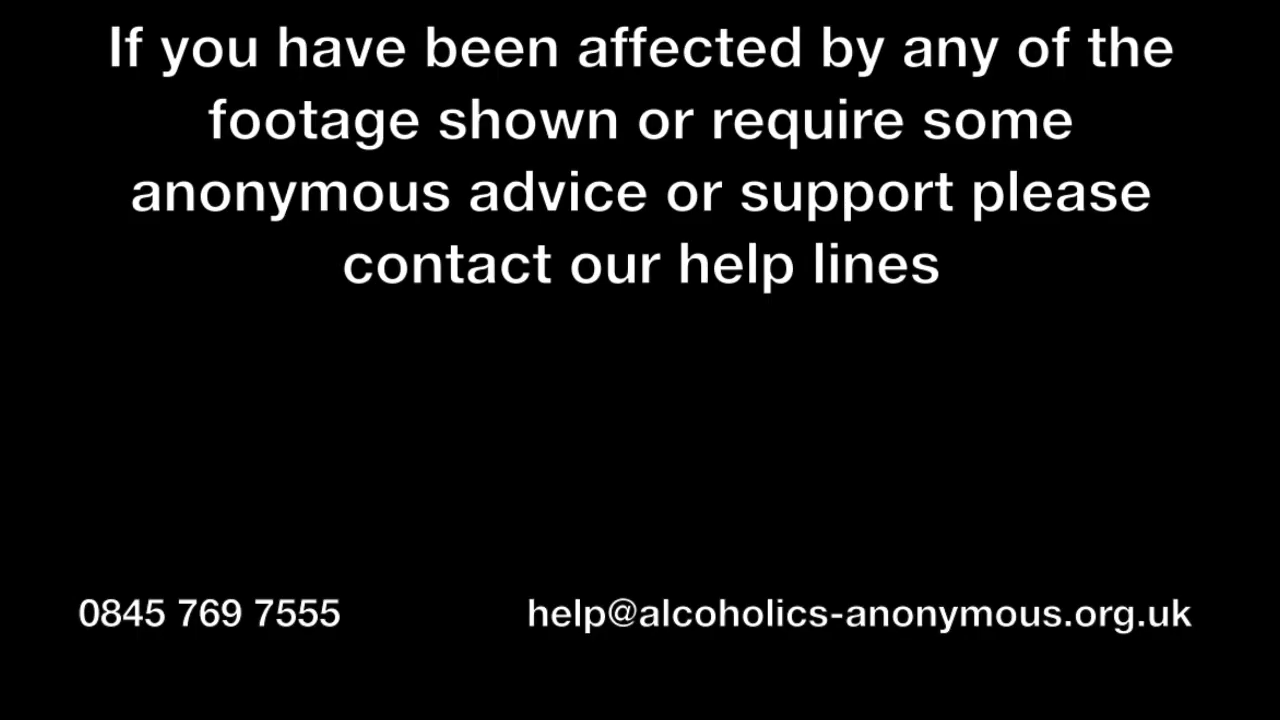 If you have been affected by any of the
footage shown or require some
anonymous advice or support please
contact our help lines
0845 769 7555
help@alcoholics-anonymous.org.uk